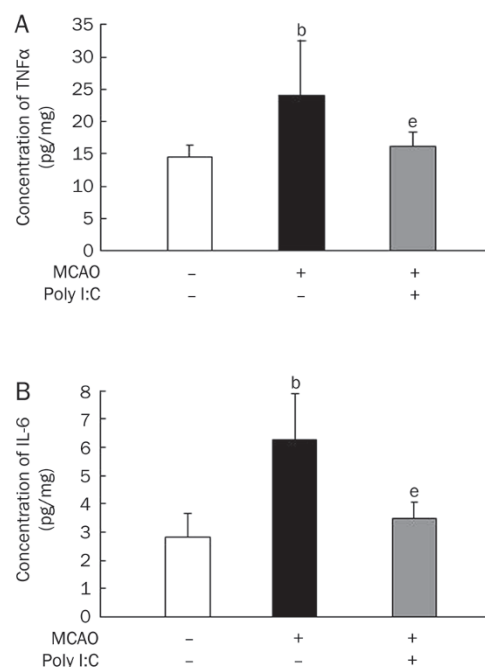 A
Concentration of TNFα
(pg/mg)
35
30
25
20
15
10
5
0
b
e
MCAO – + +
Poly I:C – – +
B
Concentration of IL-6
(pg/mg)
8
7
6
5
4
3
2
1
0
b
e
MCAO – + +
Poly I:C – – +